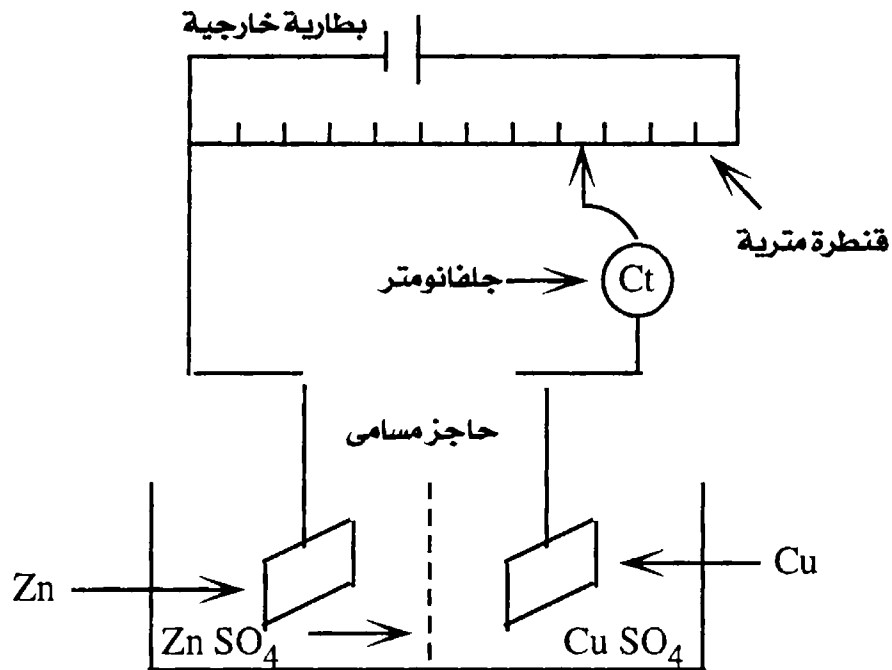 بطارية خارجية
قنطرة مترية
جلفانومتر
Ct
حاجز مسامى
Zn
Cu
Zn SO₄
Cu SO₄